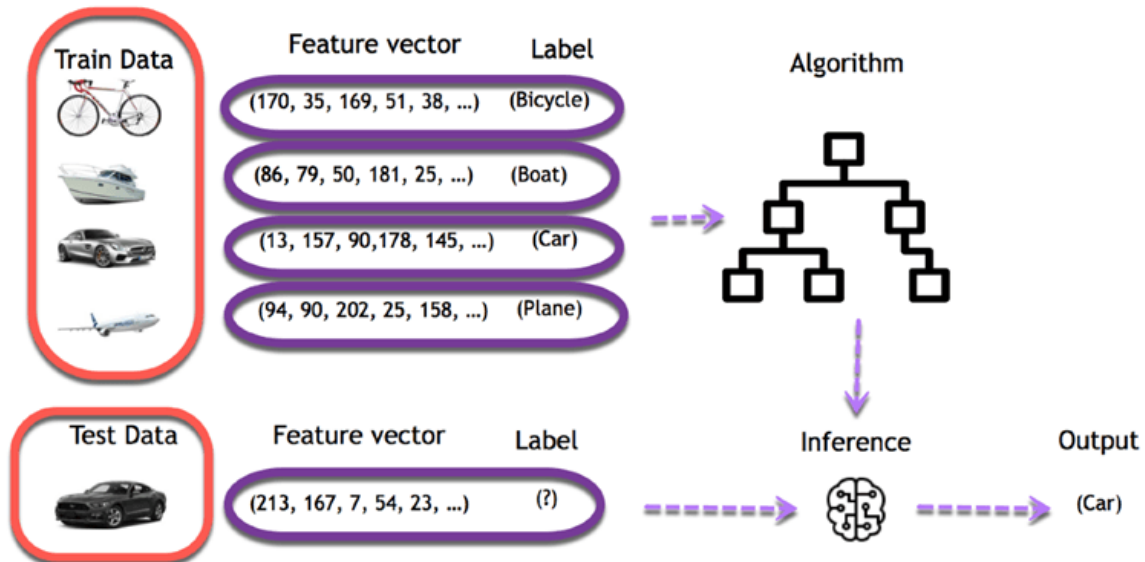 Train Data
Feature vector
Label
Algorithm
(170, 35, 169, 51, 38, ...)
(Bicycle)
(86, 79, 50, 181, 25, ...)
(Boat)
(13, 157, 90,178, 145, ...)
(Car)
(94, 90, 202, 25, 158, ...)
(Plane)
Test Data
Feature vector
Label
Inference
Output
(213, 167, 7, 54, 23, ...)
(?)
(Car)